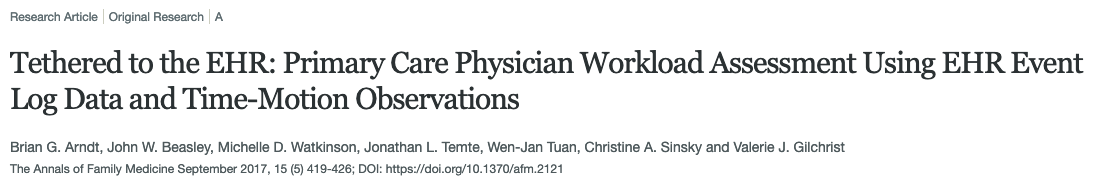 Research Article | Original Research | A
Tethered to the EHR: Primary Care Physician Workload Assessment Using EHR Event
Log Data and Time-Motion Observations
Brian G. Arndt, John W. Beasley, Michelle D. Watkinson, Jonathan L. Temte, Wen-Jan Tuan, Christine A. Sinsky and Valerie J. Gilchrist
The Annals of Family Medicine September 2017, 15 (5) 419-426; DOI: https://doi.org/10.1370/afm.2121